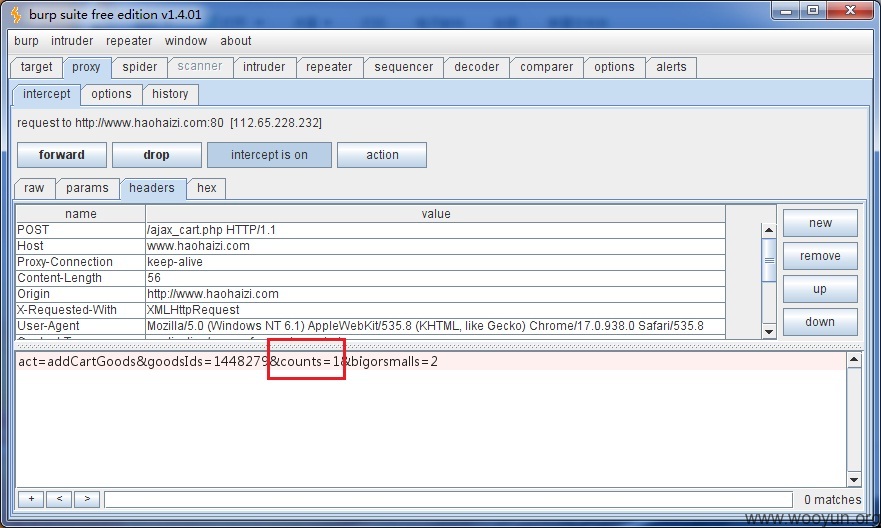 burp suite free edition v1.4.01
burp intruder repeater window about
target proxy spider scanner intruder repeater sequencer decoder comparer options alerts
intercept options history
request to http://www.haohaizi.com:80 [112.65.228.232]
forward drop intercept is on action
raw params headers hex
name value
POST /ajax_cart.php HTTP/1.1
Host www.haohaizi.com
Proxy-Connection keep-alive
Content-Length 56
Origin http://www.haohaizi.com
X-Requested-With XMLHttpRequest
User-Agent Mozilla/5.0 (Windows NT 6.1) AppleWebKit/535.8 (KHTML, like Gecko) Chrome/17.0.938.0 Safari/535.8
new
remove
up
down
act=addCartGoods&goodsIds=1448279&counts=1&bigorsmalls=2
+ < > 0 matches
www.wooyun.org